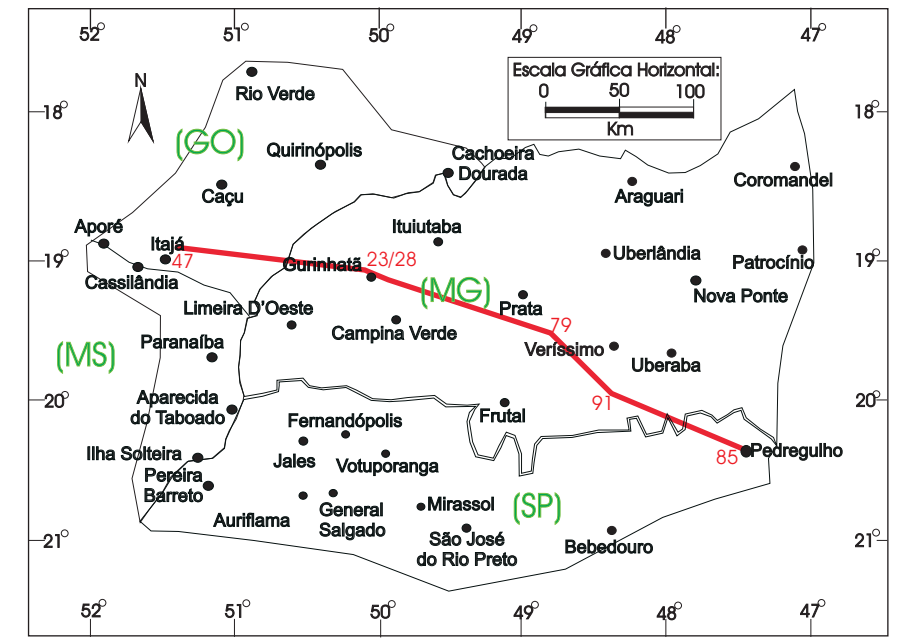 52° 51° 50° 49° 48° 47°
Escala Gráfica Horizontal:
0 50 100
Km
N
Rio Verde
18° 18°
(GO)
Quirinópolis
Cachoeira
Dourada
Coromandel
Araguari
Caçu
Aporé
Ituiutaba
Itajá
47
23/28
Gurinhatã
Uberlândia
Patrocínio
19° 19°
Cassilândia
(MG)
Nova Ponte
Limeira D'Oeste
Prata
79
Campina Verde
Paranaíba
Veríssimo
(MS)
Uberaba
Aparecida
do Taboado
20° 20°
91
Frutal
Fernandópolis
Ilha Solteira
Jales
Votuporanga
85
Pedregulho
Pereira
Barreto
Auriflama
General
Salgado
Mirassol
(SP)
São José
do Rio Preto
Bebedouro
21° 21°
52° 51° 50° 49° 48° 47°